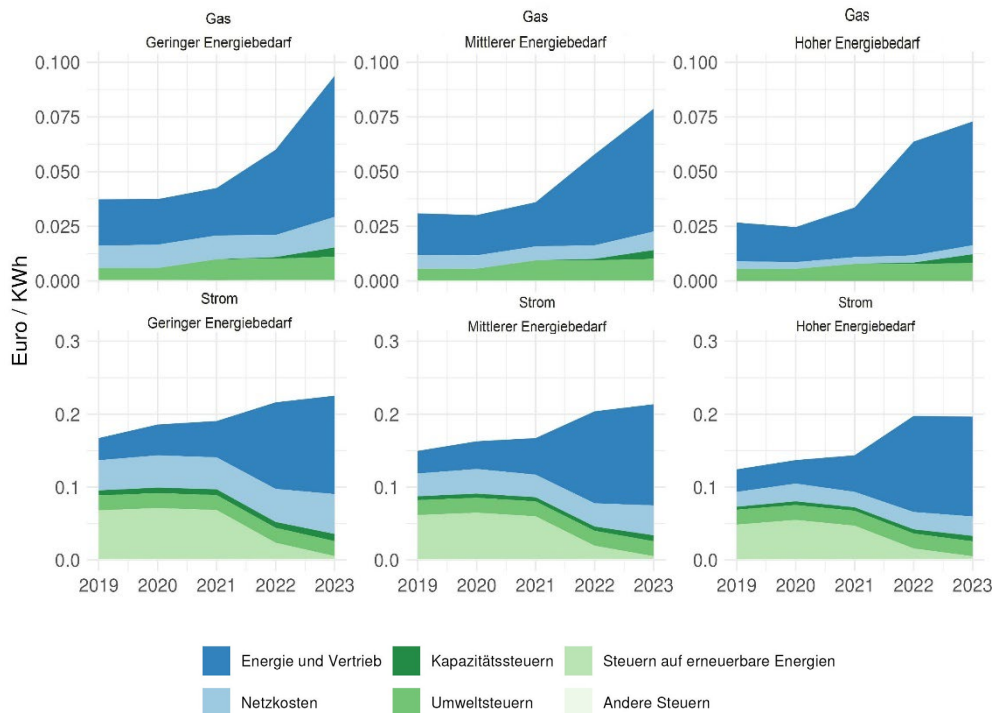 Gas
Geringer Energiebedarf
Gas
Mittlerer Energiebedarf
Gas
Hoher Energiebedarf
0.100
0.075
0.050
0.025
0.000
0.100
0.075
0.050
0.025
0.000
0.100
0.075
0.050
0.025
0.000
Euro / KWh
Strom
Geringer Energiebedarf
Strom
Mittlerer Energiebedarf
Strom
Hoher Energiebedarf
0.3
0.2
0.1
0.0
0.3
0.2
0.1
0.0
0.3
0.2
0.1
0.0
2019 2020 2021 2022 2023
2019 2020 2021 2022 2023
2019 2020 2021 2022 2023
Energie und Vertrieb
Kapazitätssteuern
Steuern auf erneuerbare Energien
Netzkosten
Umweltsteuern
Andere Steuern